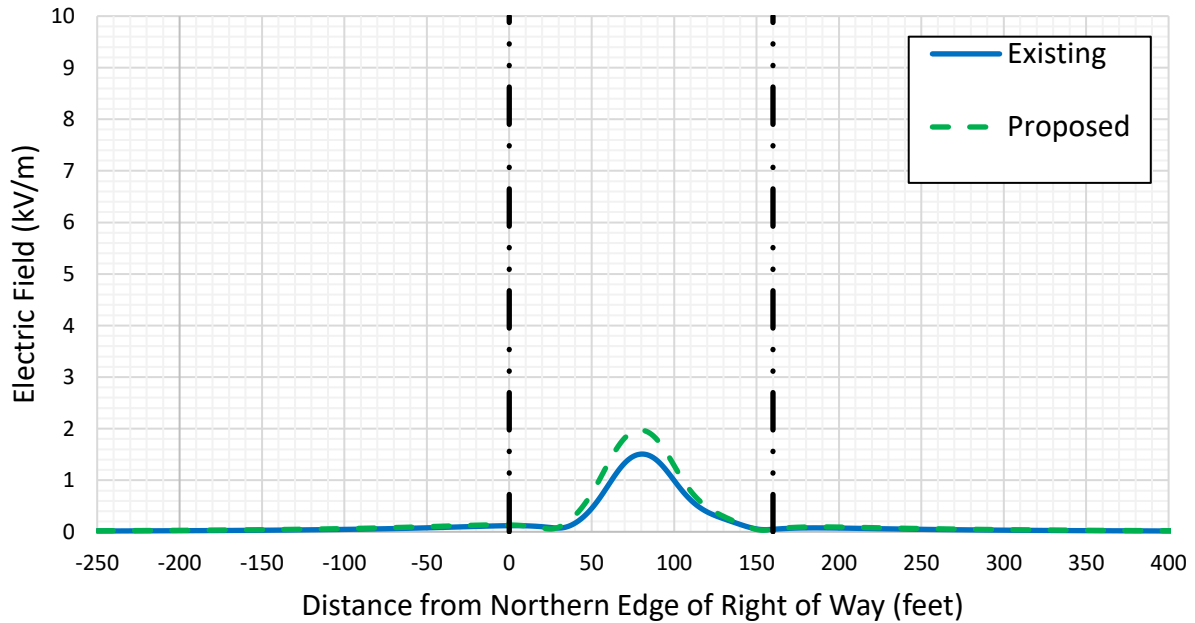 Electric Field (kV/m)
10
9
8
7
6
5
4
3
2
1
0
Existing
Proposed
-250 -200 -150 -100 -50 0 50 100 150 200 250 300 350 400
Distance from Northern Edge of Right of Way (feet)